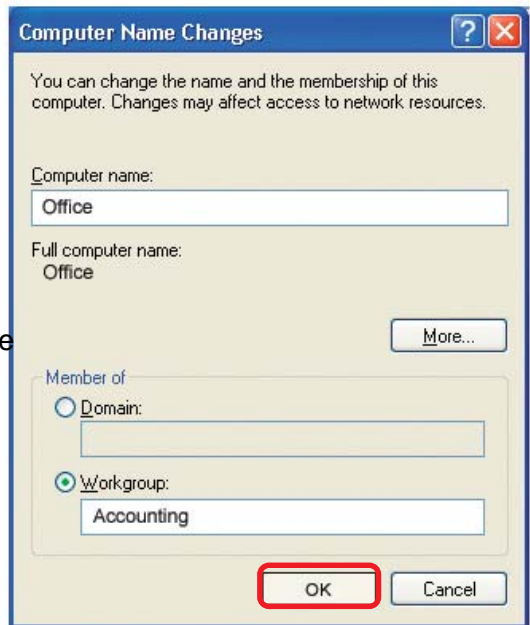 Computer Name Changes
You can change the name and the membership of this
computer. Changes may affect access to network resources.
Computer name:
Office
Full computer name:
Office
e
More...
Member of
Domain:
Workgroup:
Accounting
OK Cancel